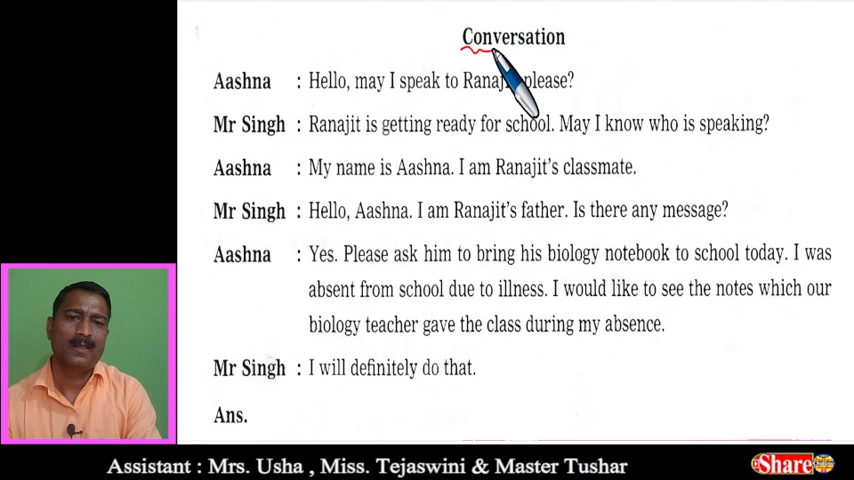 Conversation
Aashna : Hello, may I speak to Ranajit please?
Mr Singh : Ranajit is getting ready for school. May I know who is speaking?
Aashna : My name is Aashna. I am Ranajit's classmate.
Mr Singh : Hello, Aashna. I am Ranajit's father. Is there any message?
Aashna : Yes. Please ask him to bring his biology notebook to school today. I was
absent from school due to illness. I would like to see the notes which our
biology teacher gave the class during my absence.
Mr Singh : I will definitely do that.
Ans.
Assistant : Mrs. Usha , Miss. Tejaswini & Master Tushar
Share